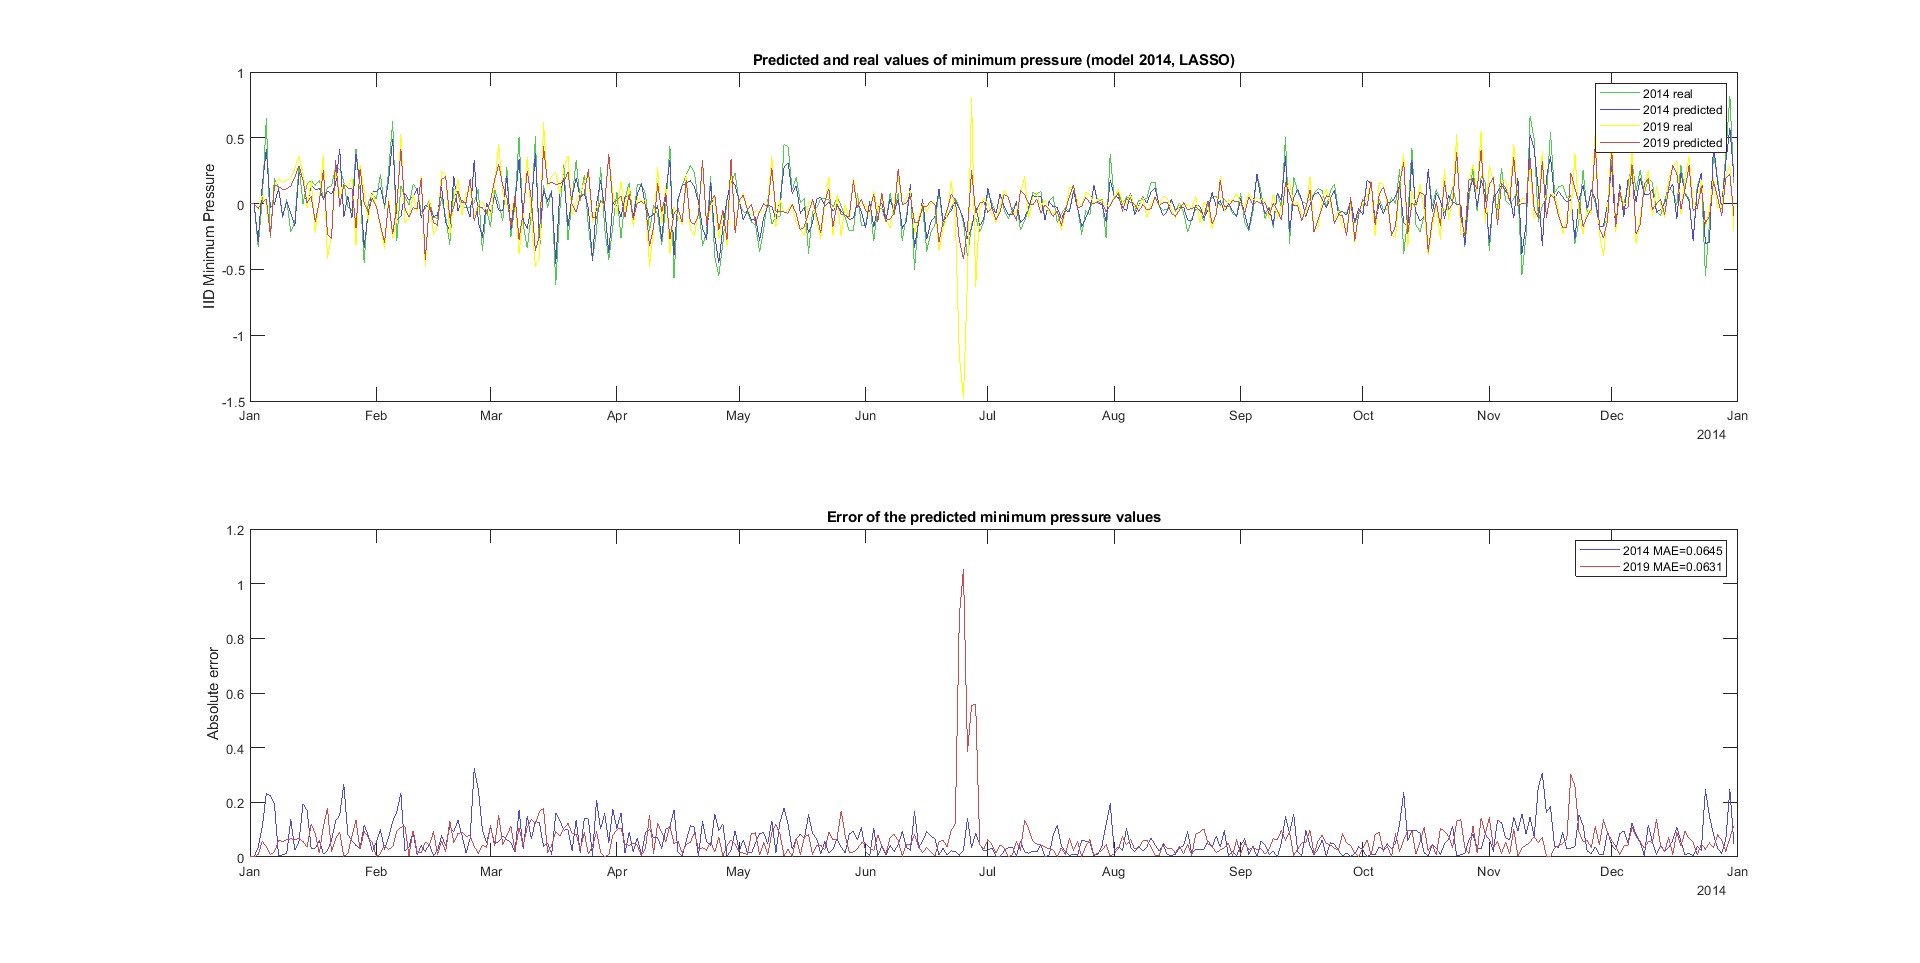 Predicted and real values of minimum pressure (model 2014, LASSO)
IID Minimum Pressure
1
0.5
0
-0.5
-1
-1.5
2014 real
2014 predicted
2019 real
2019 predicted
Jan Feb Mar Apr May Jun Jul Aug Sep Oct Nov Dec Jan
2014
Error of the predicted minimum pressure values
Absolute error
1.2
1
0.8
0.6
0.4
0.2
0
2014 MAE=0.0645
2019 MAE=0.0631
Jan Feb Mar Apr May Jun Jul Aug Sep Oct Nov Dec Jan
2014